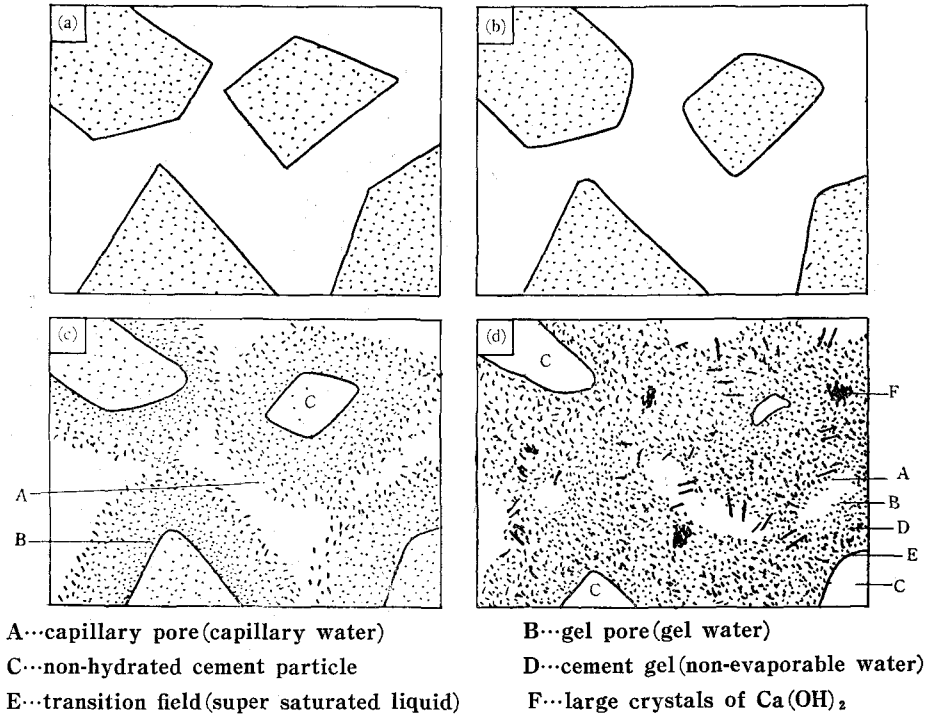 (a)
(b)
(c)
C
A
B
(d)
C
F
A
B
D
E
C
C
A···capillary pore(capillary water)
B···gel pore(gel water)
C···non-hydrated cement particle
D···cement gel(non-evaporable water)
E···transition field(super saturated liquid)
F···large crystals of Ca(OH)₂